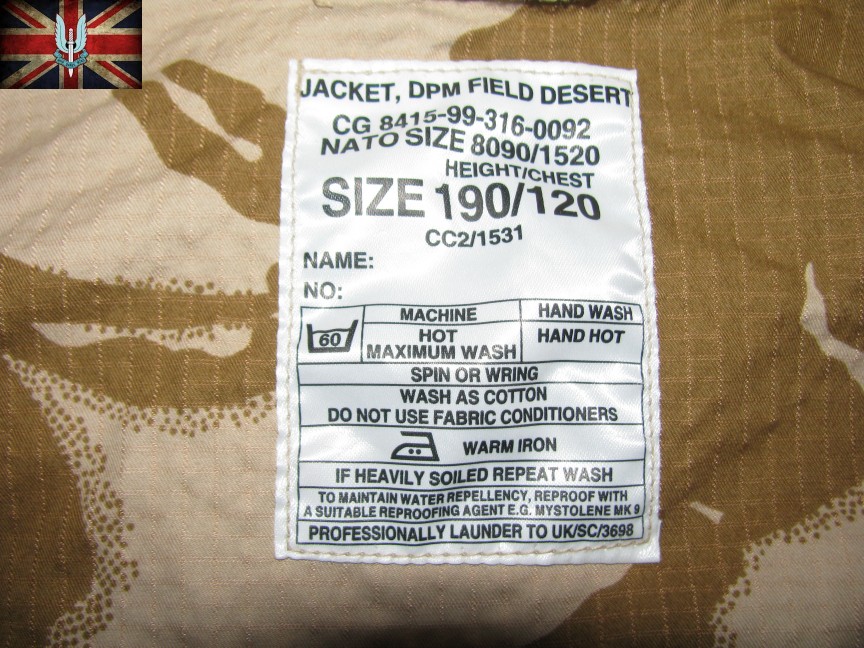 JACKET, DPM FIELD DESERT
CG 8415-99-316-0092
NATO SIZE 8090/1520
HEIGHT/CHEST
SIZE 190/120
CC2/1531
NAME:
NO:
MACHINE HAND WASH
60 HOT HAND HOT
MAXIMUM WASH
SPIN OR WRING
WASH AS COTTON
DO NOT USE FABRIC CONDITIONERS
WARM IRON
IF HEAVILY SOILED REPEAT WASH
TO MAINTAIN WATER REPELLENCY, REPROOF WITH
A SUITABLE REPROOFING AGENT E.G. MYSTOLENE MK 9
PROFESSIONALLY LAUNDER TO UK/SC/3698